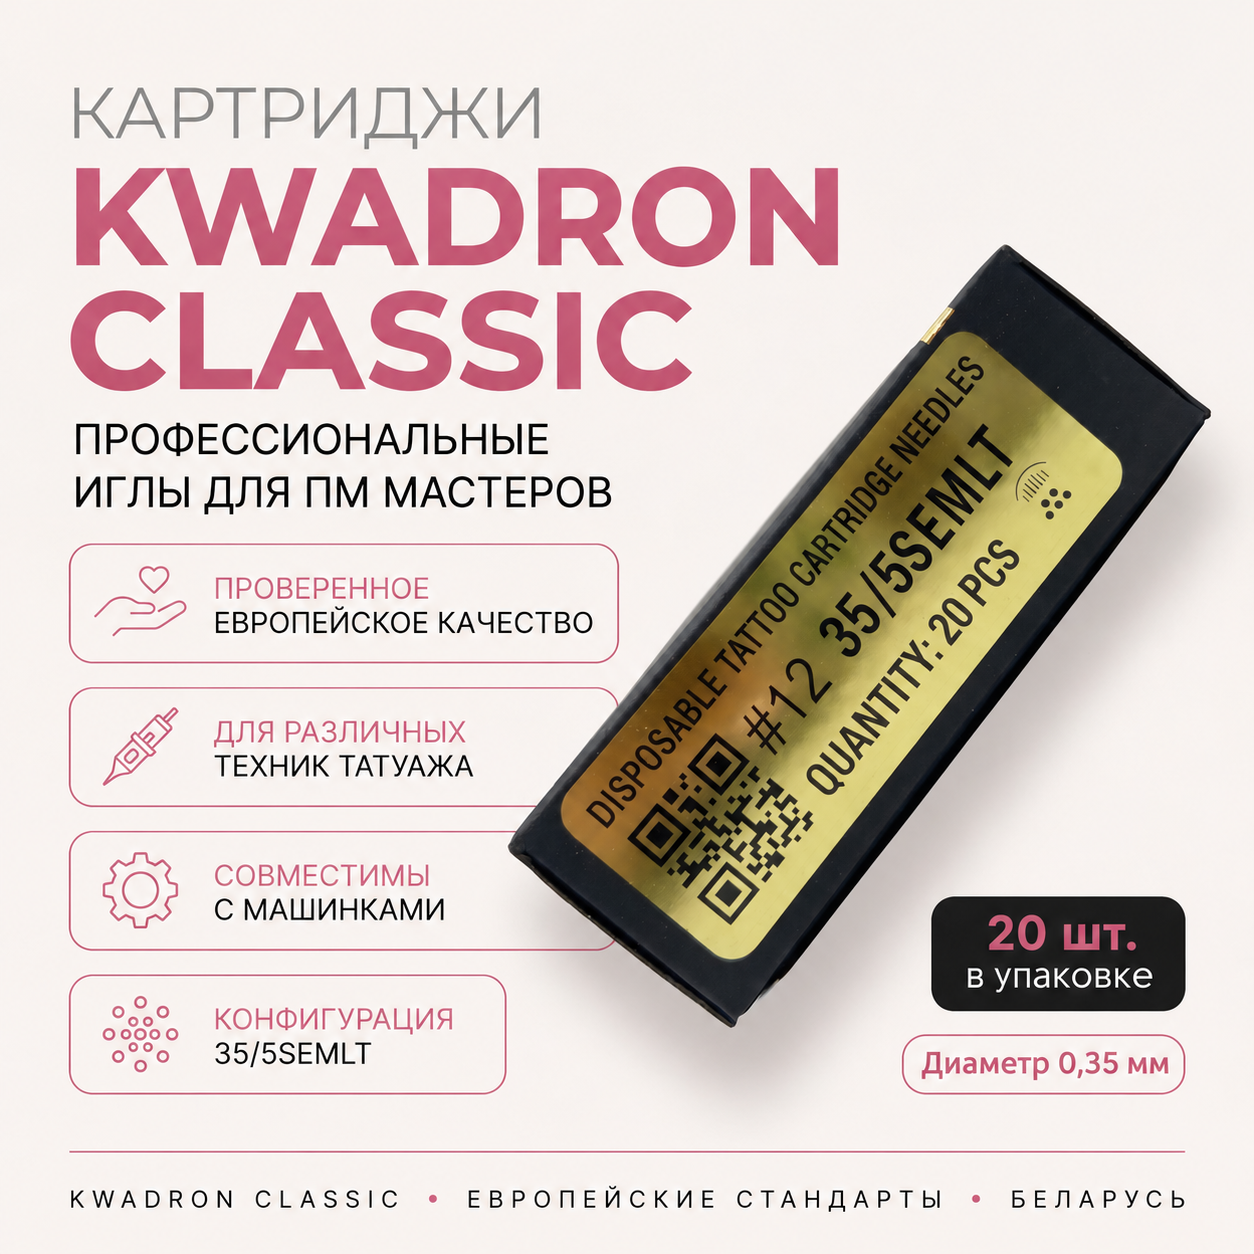 КАРТРИДЖИ
KWADRON
CLASSIC
ПРОФЕССИОНАЛЬНЫЕ
ИГЛЫ ДЛЯ ПМ МАСТЕРОВ
ПРОВЕРЕННОЕ
ЕВРОПЕЙСКОЕ КАЧЕСТВО
ДЛЯ РАЗЛИЧНЫХ
ТЕХНИК ТАТУАЖА
СОВМЕСТИМЫ
С МАШИНКАМИ
КОНФИГУРАЦИЯ
35/5SEMLT
DISPOSABLE TATTOO CARTRIDGE NEEDLES
#12 35/5SEMLT
QUANTITY: 20 PCS
20 шт.
в упаковке
Диаметр 0,35 мм
KWADRON CLASSIC • ЕВРОПЕЙСКИЕ СТАНДАРТЫ • БЕЛАРУСЬ